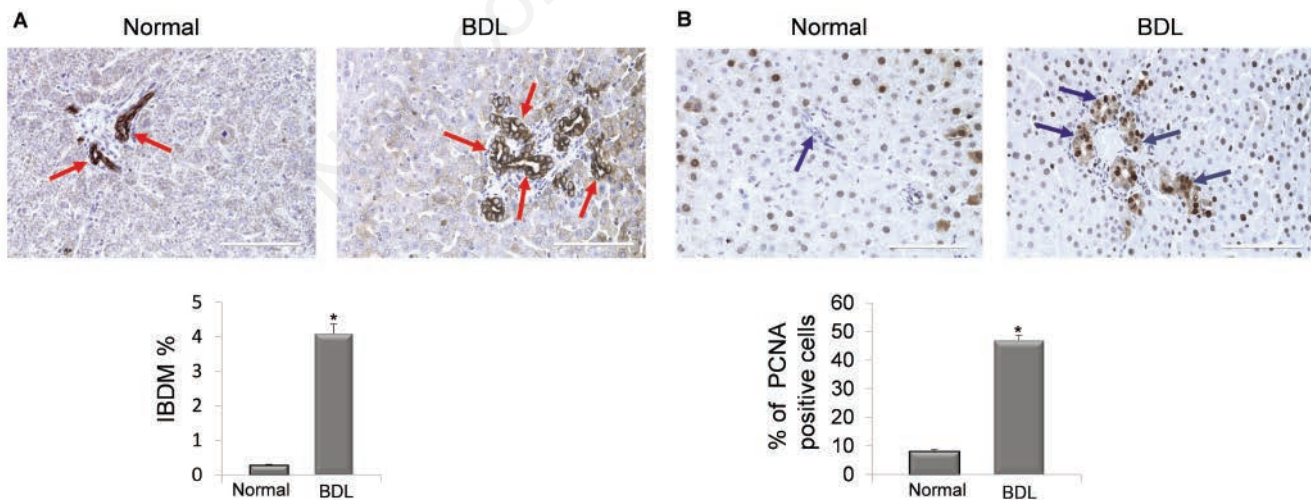 A
Normal
BDL
B
Normal
BDL
IBDM %
5
4
3
2
1
0
*
Normal
BDL
% of PCNA
positive cells
60
50
40
30
20
10
0
*
Normal
BDL